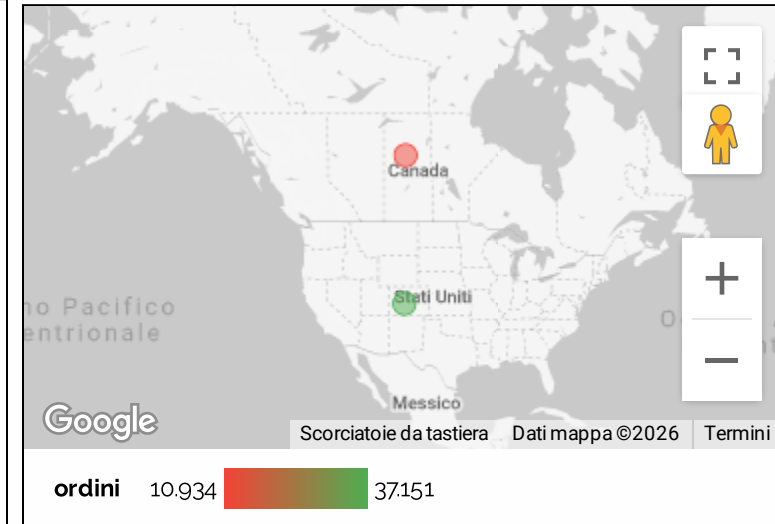 Canada
Stati Uniti
no Pacifico
entrionale
Messico
Google
Scorciatoie da tastiera Dati mappa ©2026 Termini
ordini 10.934 37.151